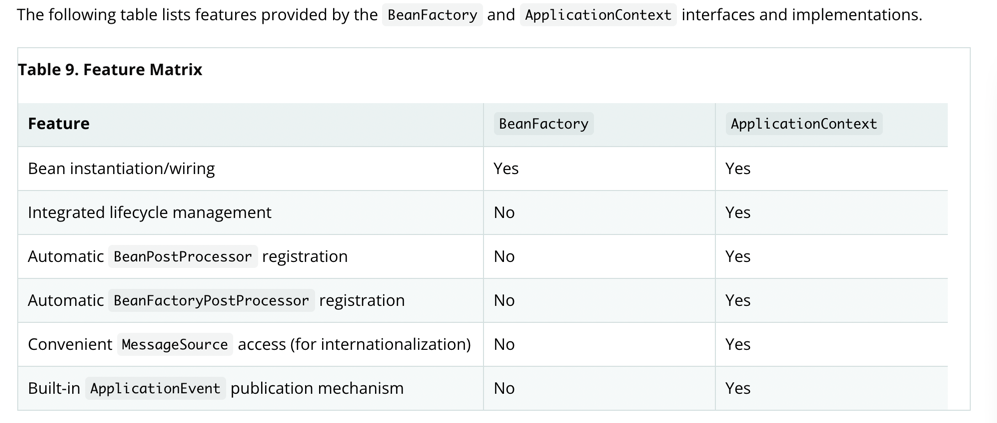 The following table lists features provided by the BeanFactory and ApplicationContext interfaces and implementations.
Table 9. Feature Matrix
Feature BeanFactory ApplicationContext
Bean instantiation/wiring Yes Yes
Integrated lifecycle management No Yes
Automatic BeanPostProcessor registration No Yes
Automatic BeanFactoryPostProcessor registration No Yes
Convenient MessageSource access (for internationalization) No Yes
Built-in ApplicationEvent publication mechanism No Yes